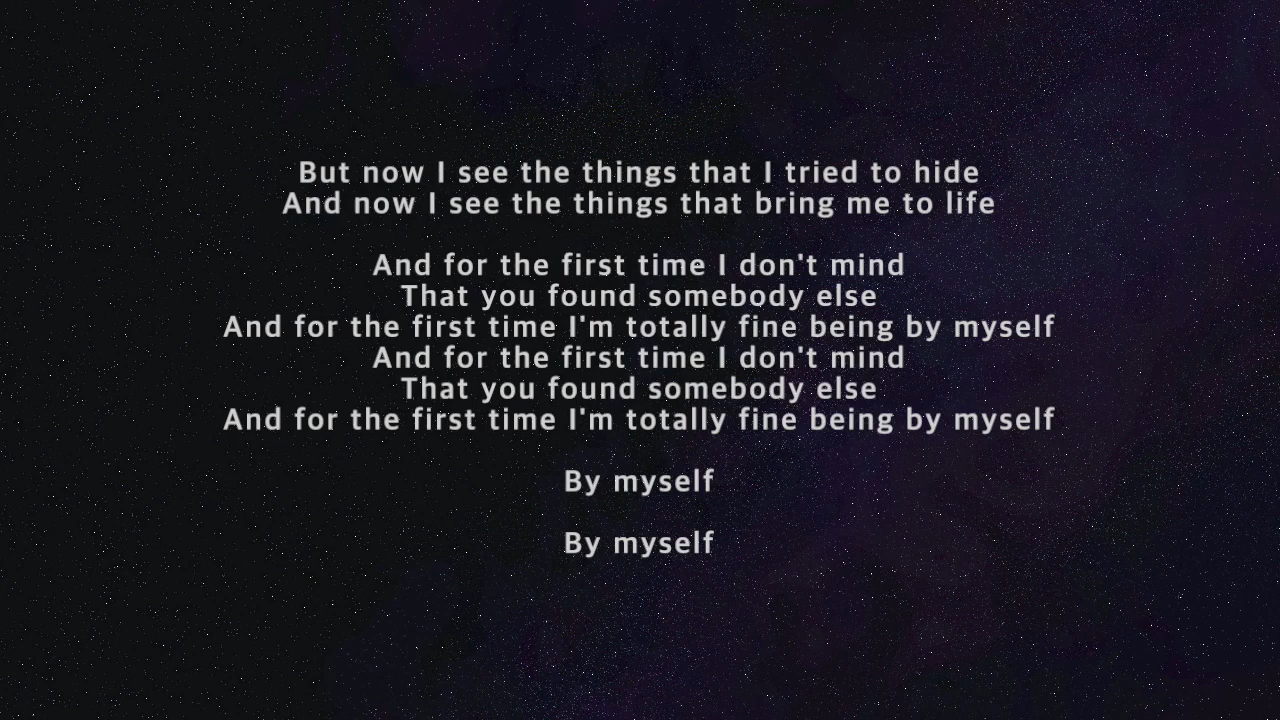 But now I see the things that I tried to hide
And now I see the things that bring me to life
And for the first time I don't mind
That you found somebody else
And for the first time I'm totally fine being by myself
And for the first time I don't mind
That you found somebody else
And for the first time I'm totally fine being by myself
By myself
By myself